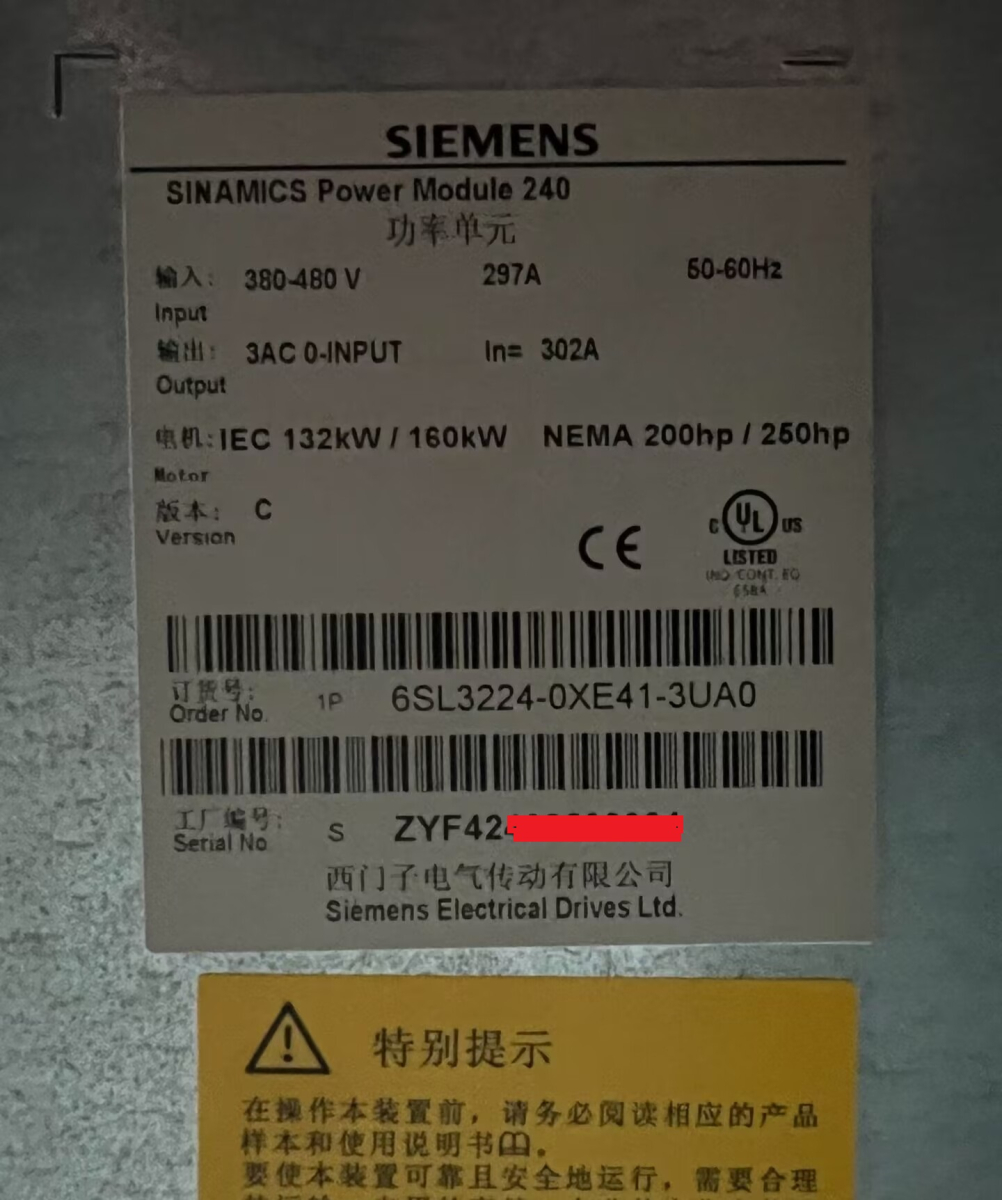 SIEMENS
SINAMICS Power Module 240
功率单元
输入: 380-480 V 297A 50-60Hz
Input
输出: 3AC 0-INPUT In= 302A
Output
电机: IEC 132kW / 160kW NEMA 200hp / 250hp
Motor
版本: C
Version
CE
C UL US
LISTED
IND. CONT. EQ
订货号:
Order No. 1P 6SL3224-0XE41-3UA0
工厂编号:
Serial No S ZYF42
西门子电气传动有限公司
Siemens Electrical Drives Ltd.
特别提示
在操作本装置前，请务必阅读相应的产品
样本和使用说明书。
要使本装置可靠且安全地运行，需要合理